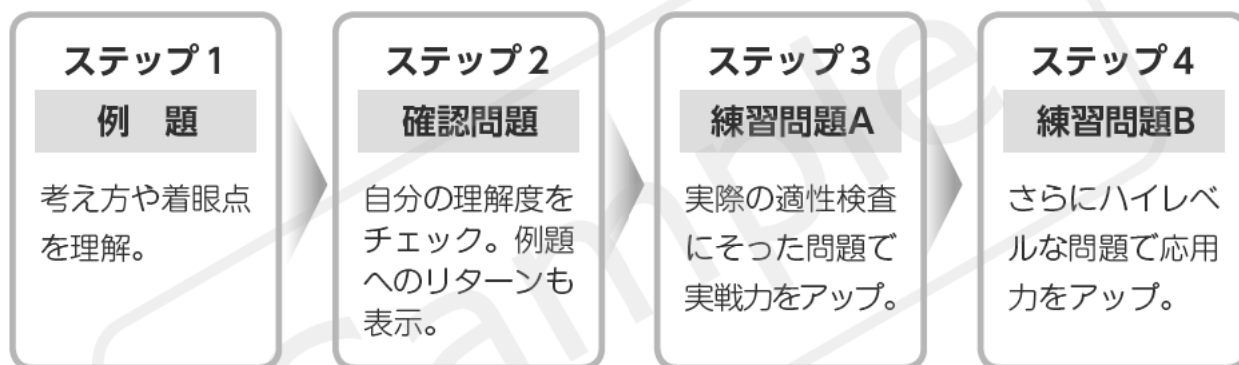 ステップ1
例　題
考え方や着眼点
を理解。
ステップ2
確認問題
自分の理解度を
チェック。例題
へのリターンも
表示。
ステップ3
練習問題A
実際の適性検査
にそった問題で
実戦力をアップ。
ステップ4
練習問題B
さらにハイレベ
ルな問題で応用
力をアップ。
Sample